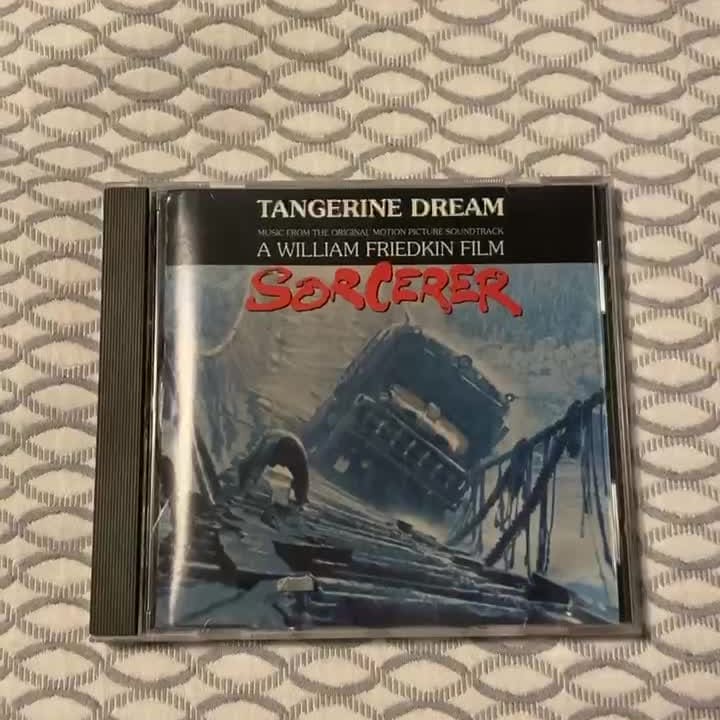 TANGERINE DREAM
MUSIC FROM THE ORIGINAL MOTION PICTURE SOUNDTRACK
A WILLIAM FRIEDKIN FILM
SORCERER